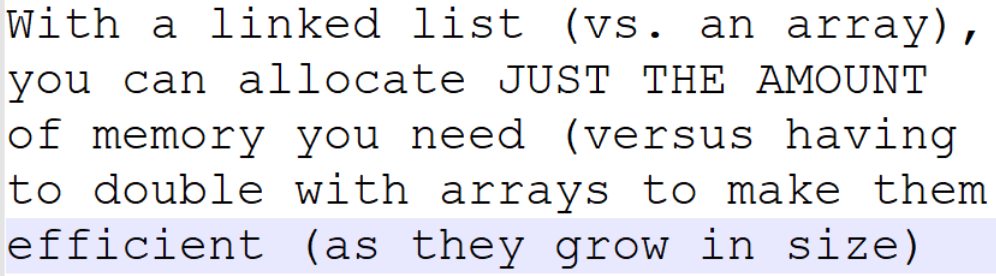 With a linked list (vs. an array),
you can allocate JUST THE AMOUNT
of memory you need (versus having
to double with arrays to make them
efficient (as they grow in size)